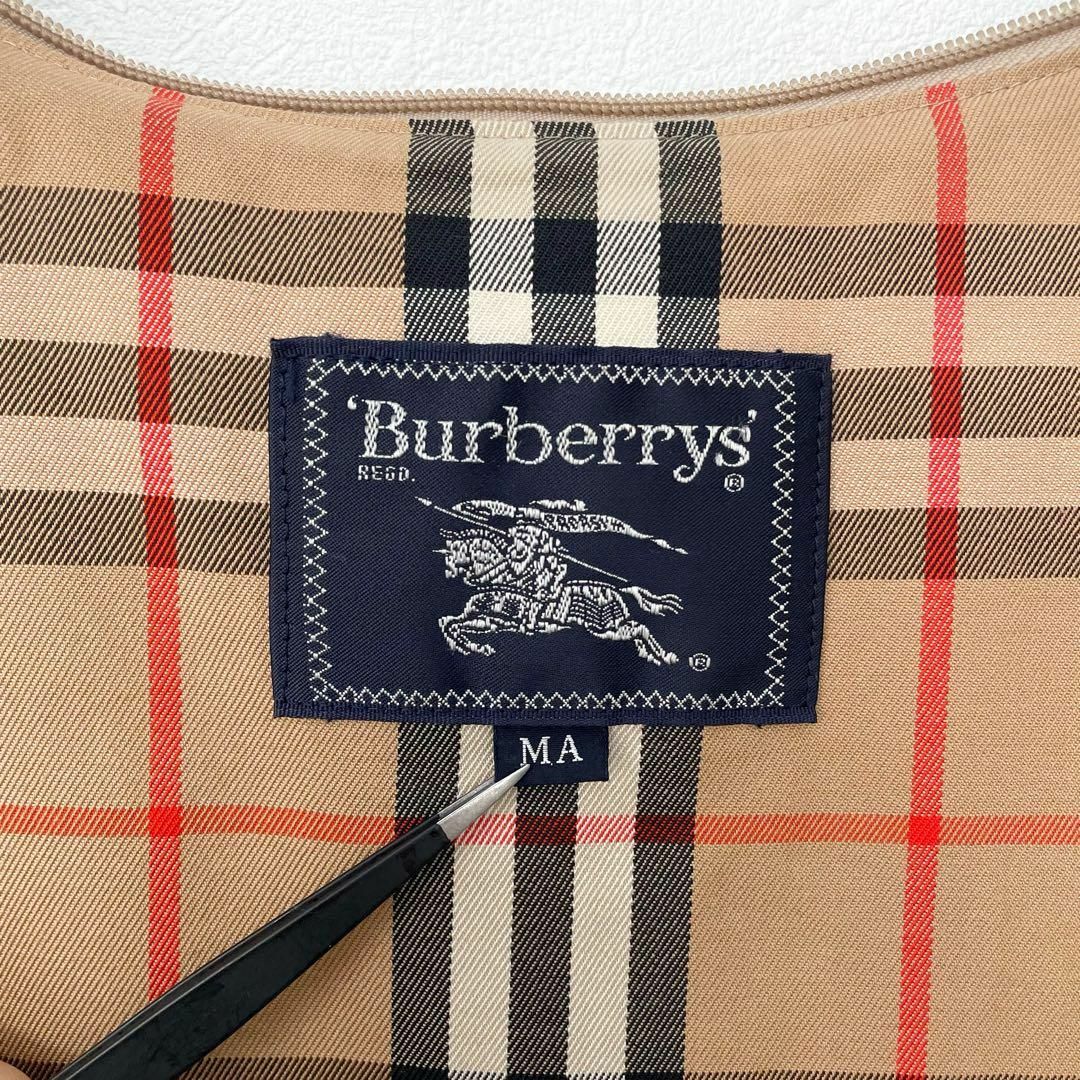 'Burberrys'
REGD. ®
®
MA